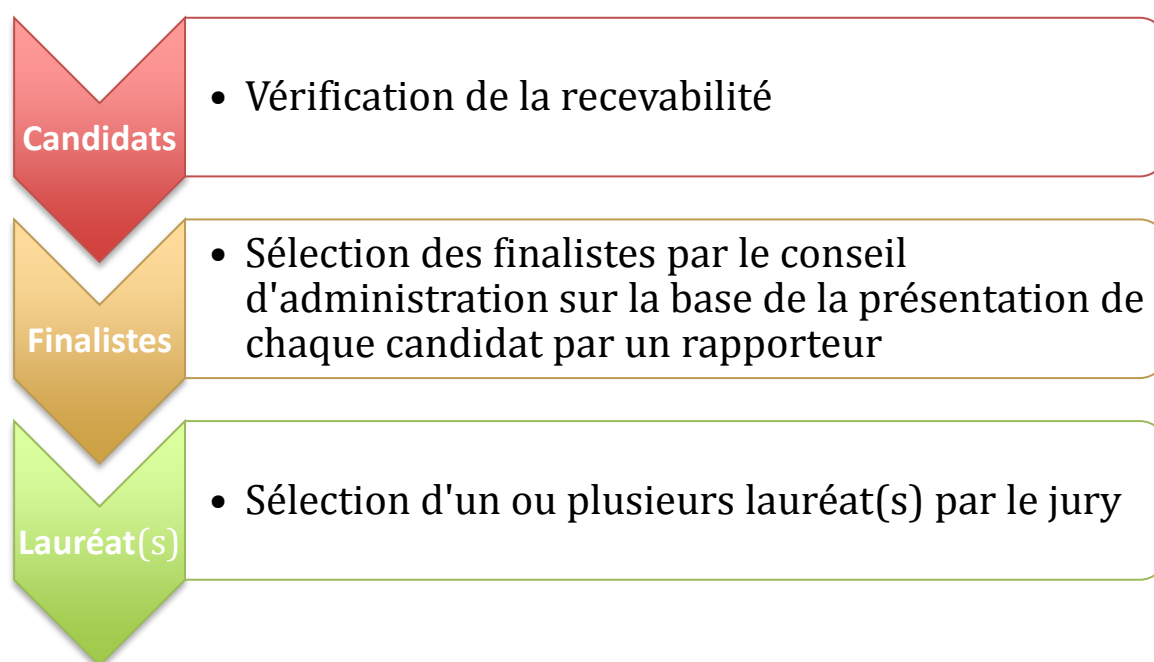 Candidats
• Vérification de la recevabilité
Finalistes
• Sélection des finalistes par le conseil
d'administration sur la base de la présentation de
chaque candidat par un rapporteur
Lauréat(s)
• Sélection d'un ou plusieurs lauréat(s) par le jury